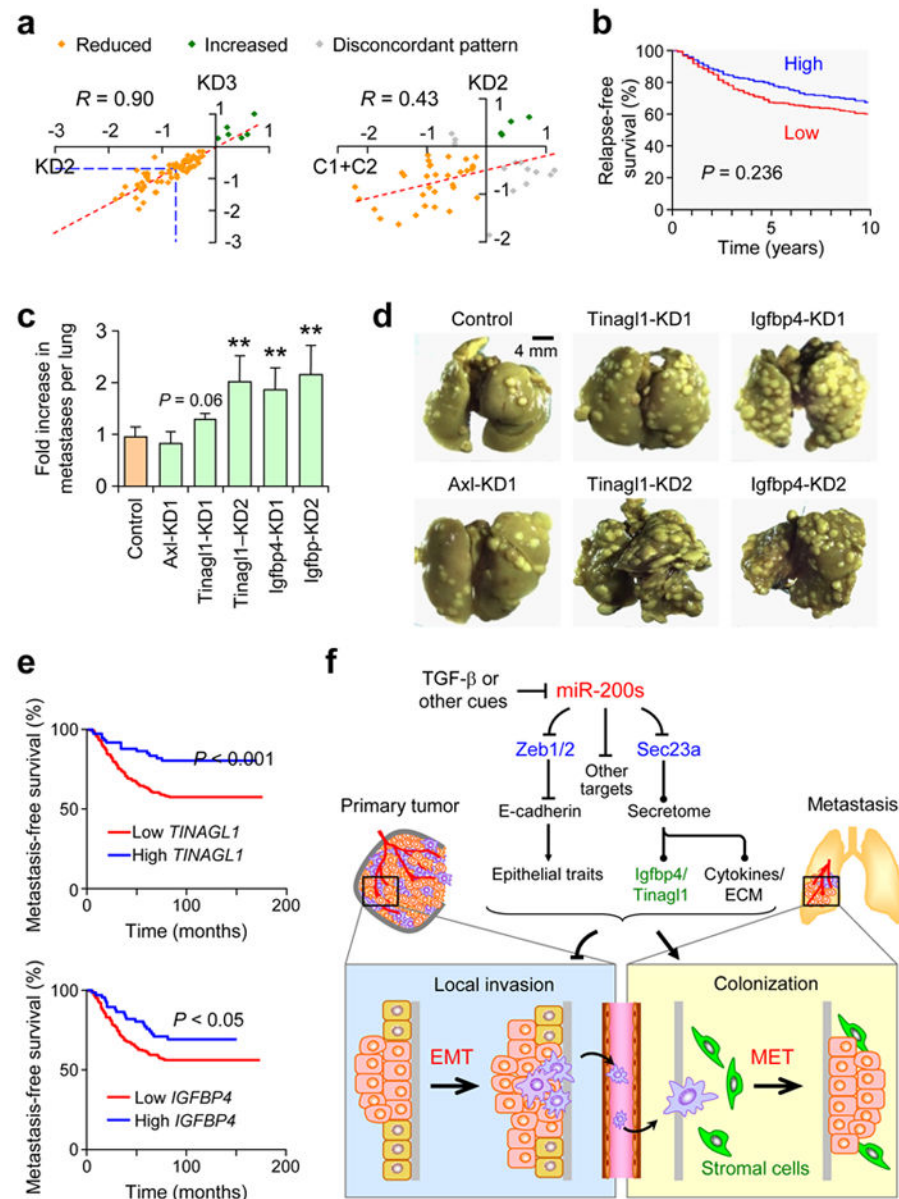 a
Reduced Increased Disconcordant pattern
KD3
R = 0.90
1
-3 -2 -1 1
KD2
-1
-2
-3
KD2
R = 0.43
1
-2 -1 1
C1+C2
-1
-2
b
Relapse-free
survival (%)
100
80
60
40
20
0
High
Low
P = 0.236
0 5 10
Time (years)
c
Fold increase in
metastases per lung
3
2
1
0
P = 0.06
** ** **
Control
Axl-KD1
Tinagl1-KD1
Tinagl1–KD2
Igfbp4-KD1
Igfbp-KD2
d
Control Tinagl1-KD1 Igfbp4-KD1
4 mm
Axl-KD1 Tinagl1-KD2 Igfbp4-KD2
e
Metastasis-free survival (%)
100
50
0
P < 0.001
Low TINAGL1
High TINAGL1
0 100 200
Time (months)
Metastasis-free survival (%)
100
50
0
P < 0.05
Low IGFBP4
High IGFBP4
0 100 200
Time (months)
f
TGF-β or
other cues
miR-200s
Zeb1/2
Other
targets
Sec23a
E-cadherin
Secretome
Epithelial traits
Igfbp4/
Tinagl1
Cytokines/
ECM
Primary tumor
Metastasis
Local invasion
Colonization
EMT
MET
Stromal cells